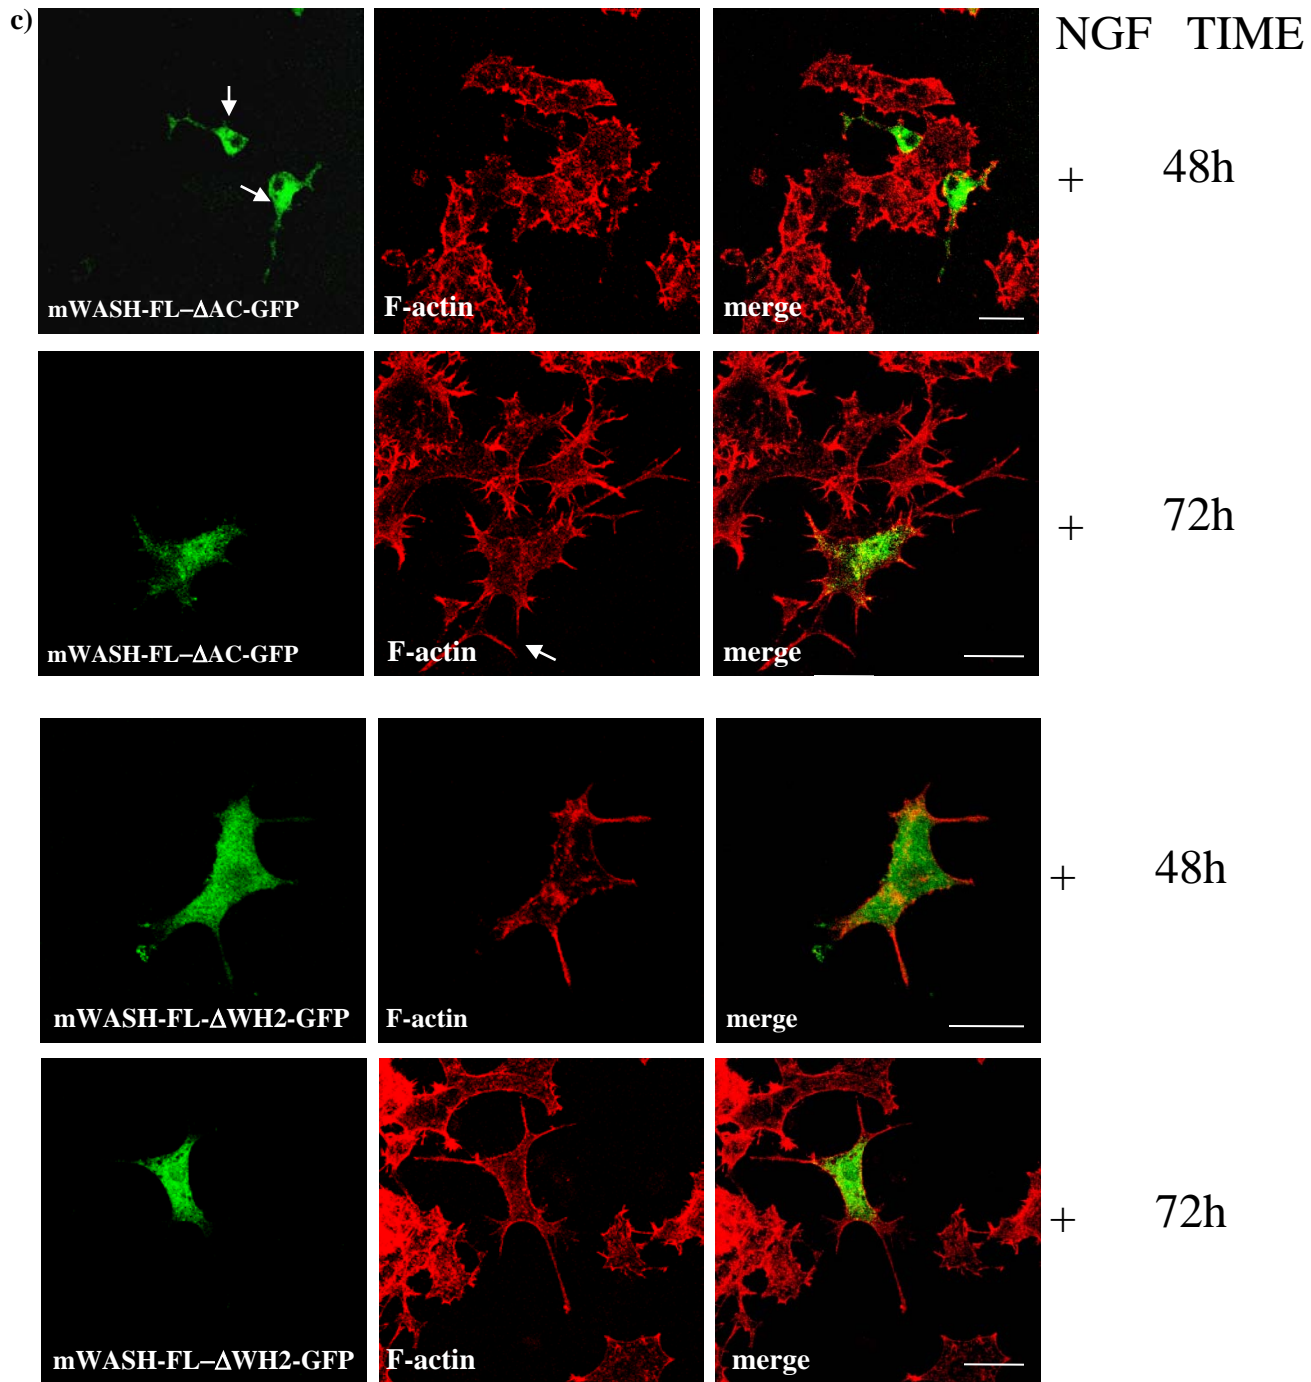 c)
NGF TIME
mWASH-FL–ΔAC-GFP F-actin merge + 48h
mWASH-FL–ΔAC-GFP F-actin merge + 72h
mWASH-FL-ΔWH2-GFP F-actin merge + 48h
mWASH-FL–ΔWH2-GFP F-actin merge + 72h